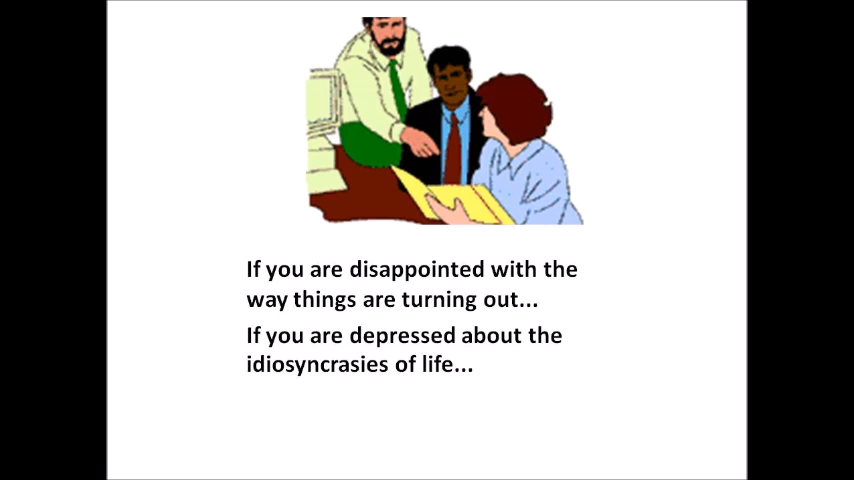 If you are disappointed with the
way things are turning out...
If you are depressed about the
idiosyncrasies of life...